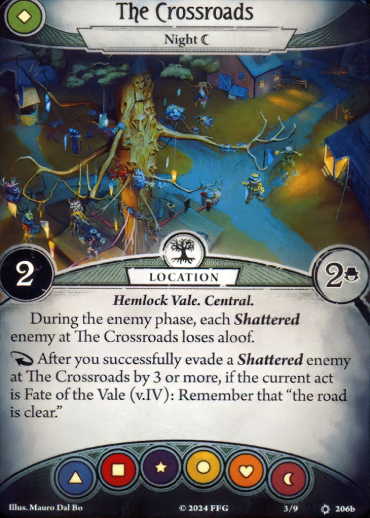 The Crossroads
Night
2
LOCATION
2
Hemlock Vale. Central.
During the enemy phase, each Shattered
enemy at The Crossroads loses aloof.
After you successfully evade a Shattered enemy
at The Crossroads by 3 or more, if the current act
is Fate of the Vale (v.IV): Remember that “the road
is clear.”
Illus. Mauro Dal Bo
© 2024 FFG
3/9
206b